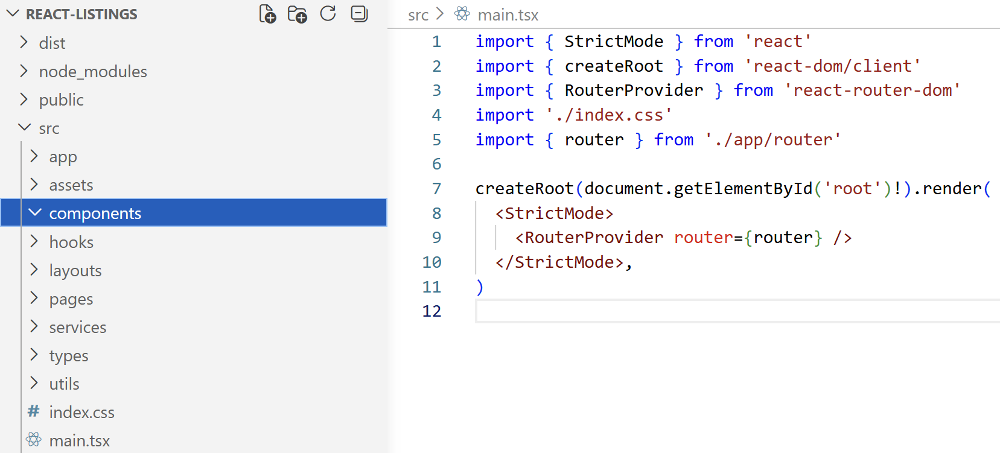 REACT-LISTINGS
dist
node_modules
public
src
app
assets
components
hooks
layouts
pages
services
types
utils
# index.css
main.tsx
src > main.tsx
1 import { StrictMode } from 'react'
2 import { createRoot } from 'react-dom/client'
3 import { RouterProvider } from 'react-router-dom'
4 import './index.css'
5 import { router } from './app/router'
6
7 createRoot(document.getElementById('root')!).render(
8   <StrictMode>
9     <RouterProvider router={router} />
10   </StrictMode>,
11 )
12